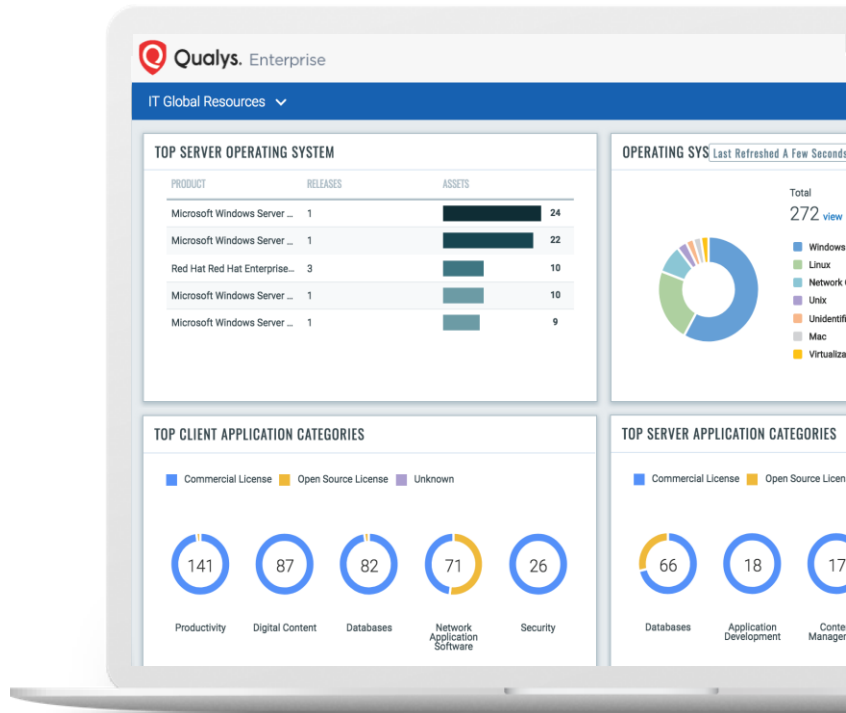 Qualys. Enterprise
IT Global Resources
TOP SERVER OPERATING SYSTEM
PRODUCT RELEASES ASSETS
Microsoft Windows Server ... 1 24
Microsoft Windows Server ... 1 22
Red Hat Red Hat Enterprise... 3 10
Microsoft Windows Server ... 1 10
Microsoft Windows Server ... 1 9
OPERATING SYS
Last Refreshed A Few Seconds
Total
272 view
Windows
Linux
Network
Unix
Mac
TOP CLIENT APPLICATION CATEGORIES
Commercial License Open Source License Unknown
141 87 82 71 26
Productivity Digital Content Databases Network Application Software Security
TOP SERVER APPLICATION CATEGORIES
Commercial License Open Source
66 18 17
Databases Application Development